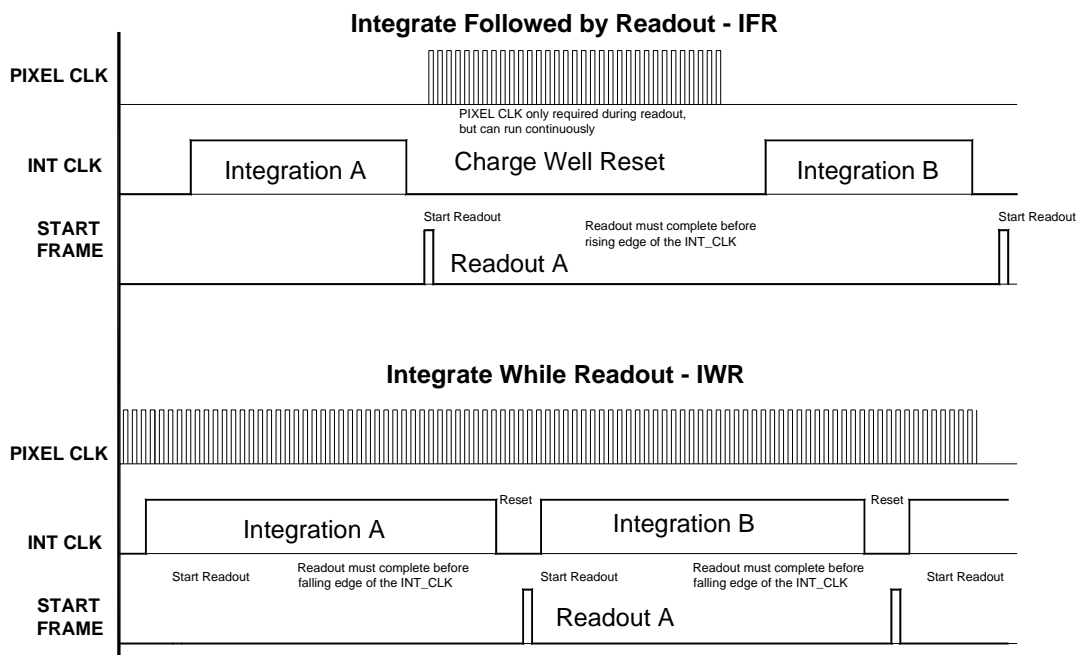 Integrate Followed by Readout - IFR
PIXEL CLK
PIXEL CLK only required during readout,
but can run continuously
INT CLK
Integration A
Charge Well Reset
Integration B
START
FRAME
Start Readout
Readout must complete before
rising edge of the INT_CLK
Start Readout
Readout A
Integrate While Readout - IWR
PIXEL CLK
INT CLK
Integration A
Reset
Integration B
Reset
Start Readout
Readout must complete before
falling edge of the INT_CLK
Start Readout
Readout must complete before
falling edge of the INT_CLK
Start Readout
START
FRAME
Readout A